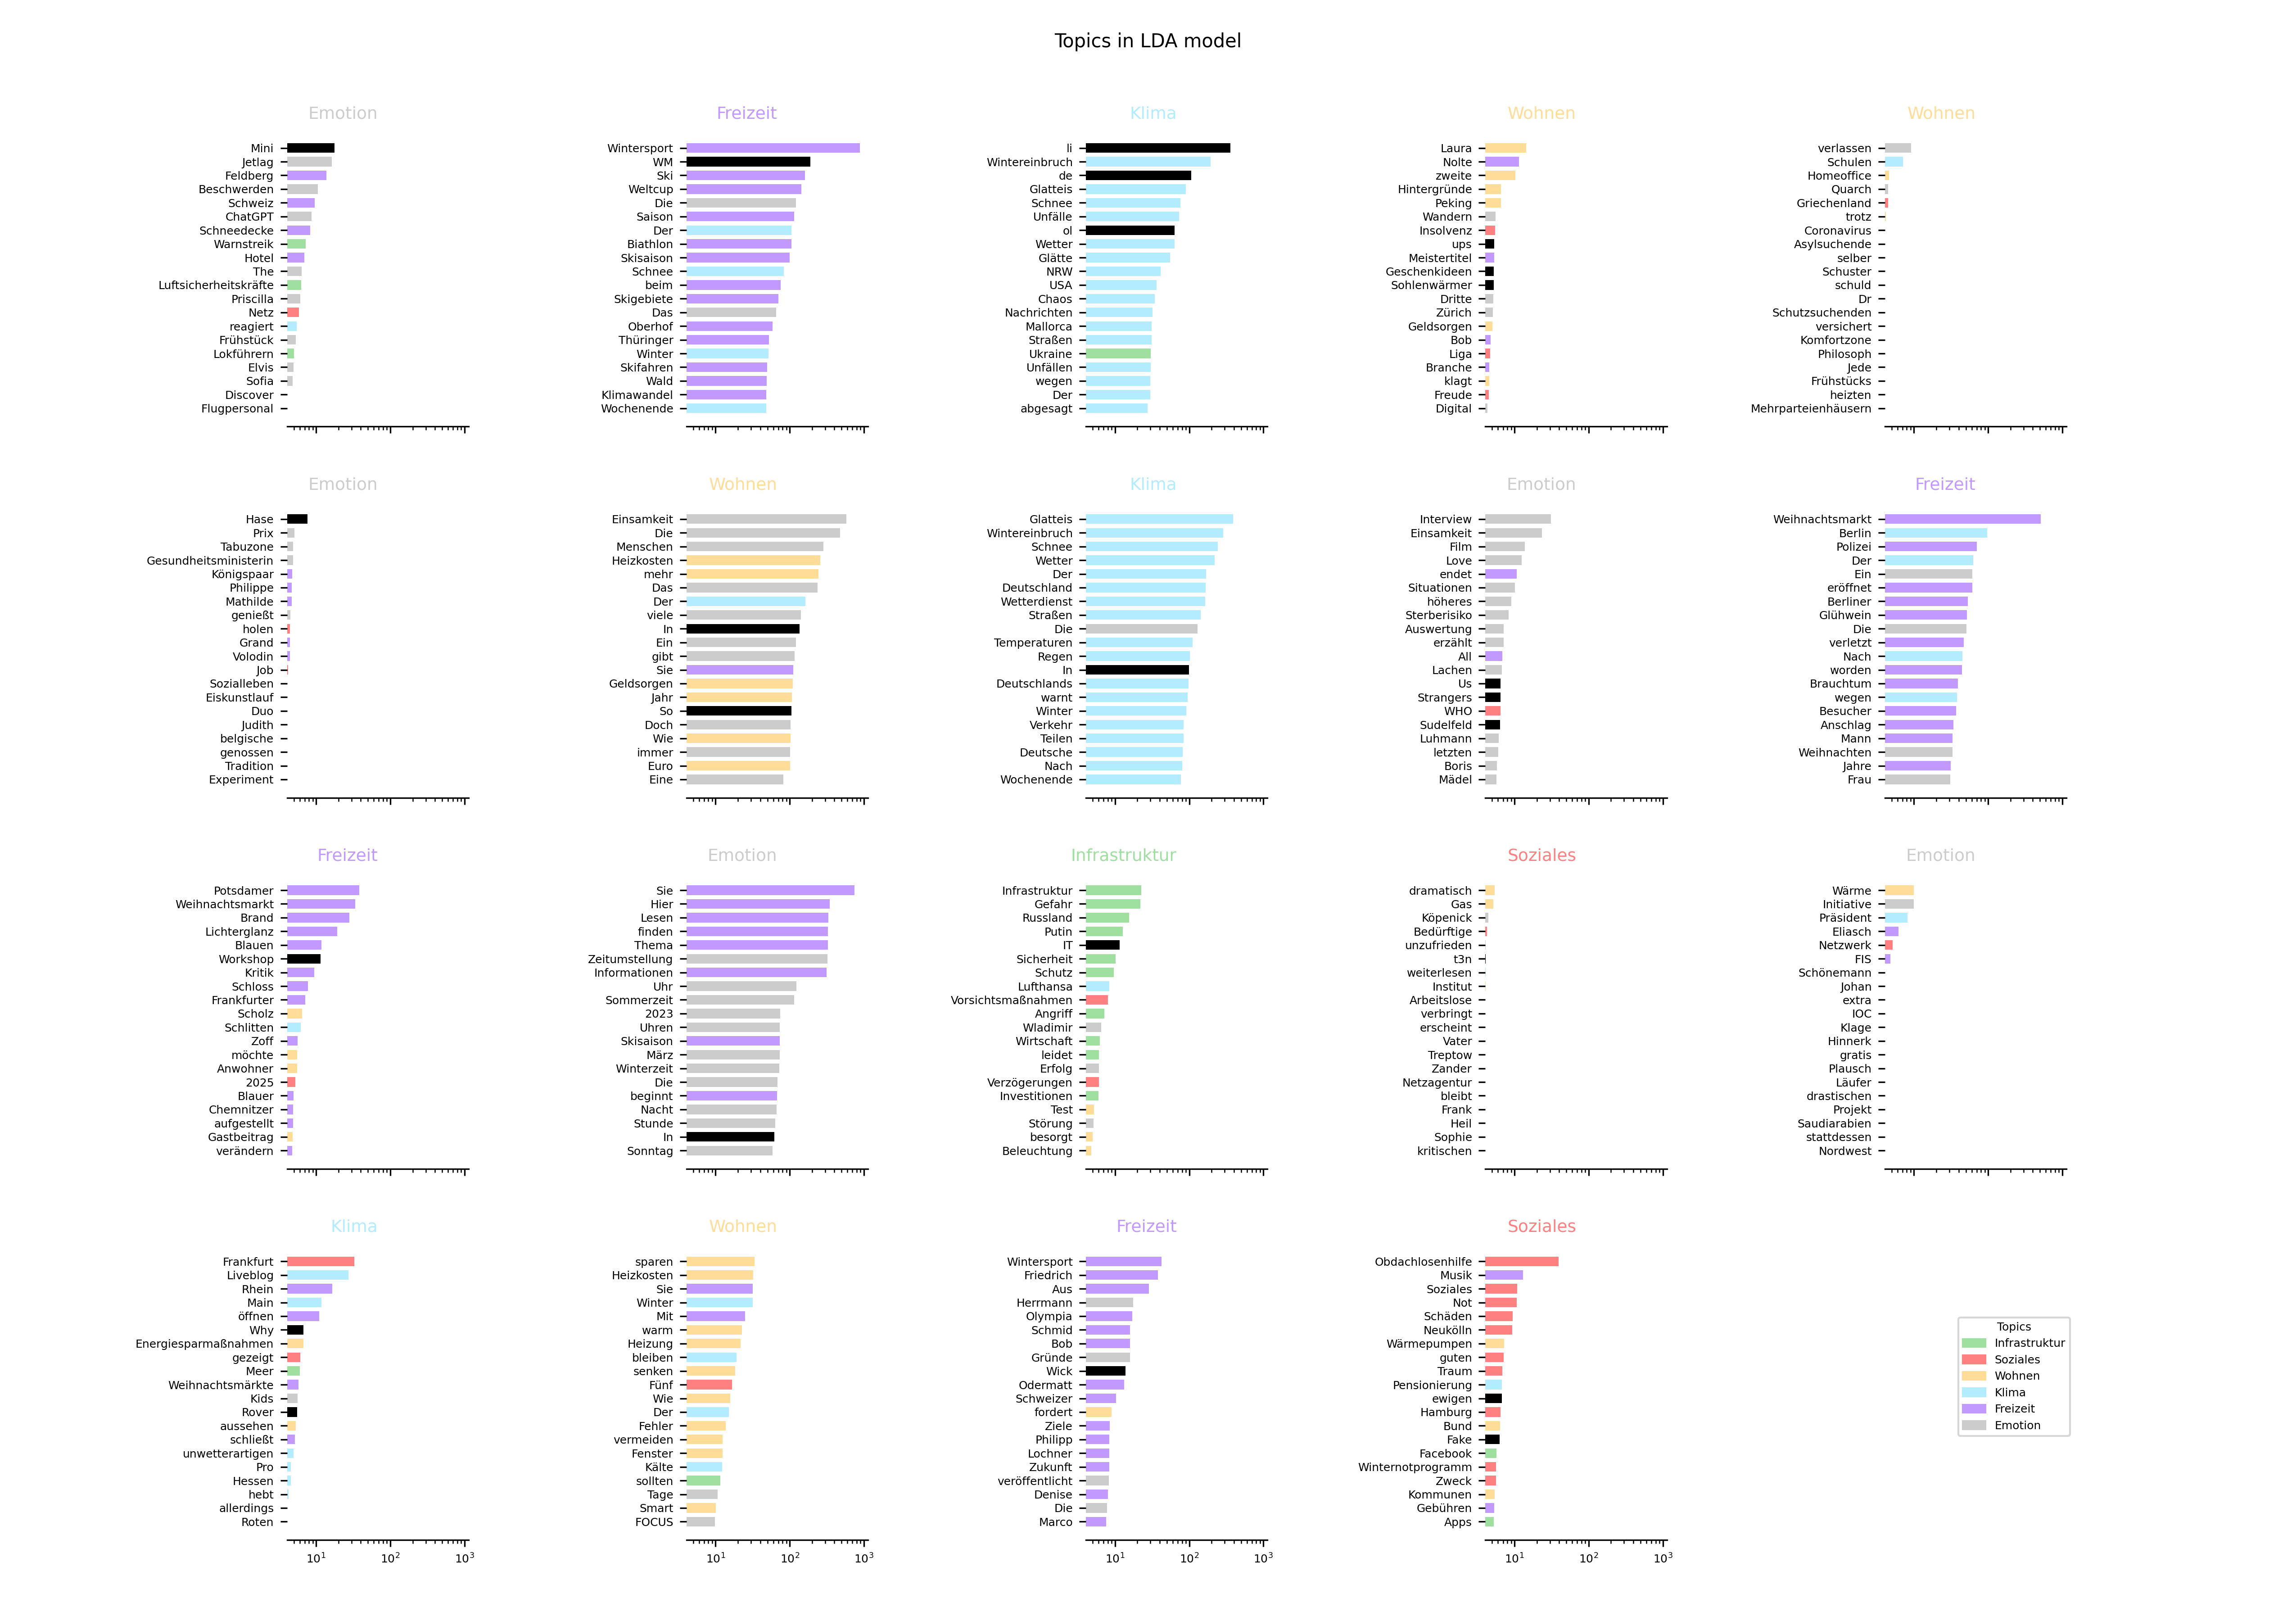 Topics in LDA model
Emotion
Mini
Jetlag
Feldberg
Beschwerden
Schweiz
ChatGPT
Schneedecke
Warnstreik
Hotel
The
Luftsicherheitskräfte
Priscilla
Netz
reagiert
Frühstück
Lokführern
Elvis
Sofia
Discover
Flugpersonal
Freizeit
Wintersport
WM
Ski
Weltcup
Die
Saison
Der
Biathlon
Skisaison
Schnee
beim
Skigebiete
Das
Oberhof
Thüringer
Winter
Skifahren
Wald
Klimawandel
Wochenende
Klima
li
Wintereinbruch
de
Glatteis
Schnee
Unfälle
ol
Wetter
Glätte
NRW
USA
Chaos
Nachrichten
Mallorca
Straßen
Ukraine
Unfällen
wegen
Der
abgesagt
Wohnen
Laura
Nolte
zweite
Hintergründe
Peking
Wandern
Insolvenz
ups
Meistertitel
Geschenkideen
Sohlenwärmer
Dritte
Zürich
Geldsorgen
Bob
Liga
Branche
klagt
Freude
Digital
Wohnen
verlassen
Schulen
Homeoffice
Quarch
Griechenland
trotz
Coronavirus
Asylsuchende
selber
Schuster
schuld
Dr
Schutzsuchenden
versichert
Komfortzone
Philosoph
Jede
Frühstücks
heizten
Mehrparteienhäusern
Emotion
Hase
Prix
Tabuzone
Gesundheitsministerin
Königspaar
Philippe
Mathilde
genießt
holen
Grand
Volodin
Job
Sozialleben
Eiskunstlauf
Duo
Judith
belgische
genossen
Tradition
Experiment
Wohnen
Einsamkeit
Die
Menschen
Heizkosten
mehr
Das
Der
viele
In
Ein
gibt
Sie
Geldsorgen
Jahr
So
Doch
Wie
immer
Euro
Eine
Klima
Glatteis
Wintereinbruch
Schnee
Wetter
Der
Deutschland
Wetterdienst
Straßen
Die
Temperaturen
Regen
In
Deutschlands
warnt
Winter
Verkehr
Teilen
Deutsche
Nach
Wochenende
Emotion
Interview
Einsamkeit
Film
Love
endet
Situationen
höheres
Sterberisiko
Auswertung
erzählt
All
Lachen
Us
Strangers
WHO
Sudelfeld
Luhmann
letzten
Boris
Mädel
Freizeit
Weihnachtsmarkt
Berlin
Polizei
Der
Ein
eröffnet
Berliner
Glühwein
Die
verletzt
Nach
worden
Brauchtum
wegen
Besucher
Anschlag
Mann
Weihnachten
Jahre
Frau
Freizeit
Potsdamer
Weihnachtsmarkt
Brand
Lichterglanz
Blauen
Workshop
Kritik
Schloss
Frankfurter
Scholz
Schlitten
Zoff
möchte
Anwohner
2025
Blauer
Chemnitzer
aufgestellt
Gastbeitrag
verändern
Emotion
Sie
Hier
Lesen
finden
Thema
Zeitumstellung
Informationen
Uhr
Sommerzeit
2023
Uhren
Skisaison
März
Winterzeit
Die
beginnt
Nacht
Stunde
In
Sonntag
Infrastruktur
Infrastruktur
Gefahr
Russland
Putin
IT
Sicherheit
Schutz
Lufthansa
Vorsichtsmaßnahmen
Angriff
Wladimir
Wirtschaft
leidet
Erfolg
Verzögerungen
Investitionen
Test
Störung
besorgt
Beleuchtung
Soziales
dramatisch
Gas
Köpenick
Bedürftige
unzufrieden
t3n
weiterlesen
Institut
Arbeitslose
verbringt
erscheint
Vater
Treptow
Zander
Netzagentur
bleibt
Frank
Heil
Sophie
kritischen
Emotion
Wärme
Initiative
Präsident
Eliasch
Netzwerk
FIS
Schönemann
Johan
extra
IOC
Klage
Hinnerk
gratis
Plausch
Läufer
drastischen
Projekt
Saudiarabien
stattdessen
Nordwest
Klima
Frankfurt
Liveblog
Rhein
Main
öffnen
Why
Energiesparmaßnahmen
gezeigt
Meer
Weihnachtsmärkte
Kids
Rover
aussehen
schließt
unwetterartigen
Pro
Hessen
hebt
allerdings
Roten
10¹ 10² 10³
Wohnen
sparen
Heizkosten
Sie
Winter
Mit
warm
Heizung
bleiben
senken
Fünf
Wie
Der
Fehler
vermeiden
Fenster
Kälte
sollten
Tage
Smart
FOCUS
10¹ 10² 10³
Freizeit
Wintersport
Friedrich
Aus
Herrmann
Olympia
Schmid
Bob
Gründe
Wick
Odermatt
Schweizer
fordert
Ziele
Philipp
Lochner
Zukunft
veröffentlicht
Denise
Die
Marco
10¹ 10² 10³
Soziales
Obdachlosenhilfe
Musik
Soziales
Not
Schäden
Neukölln
Wärmepumpen
guten
Traum
Pensionierung
ewigen
Hamburg
Bund
Fake
Facebook
Winternotprogramm
Zweck
Kommunen
Gebühren
Apps
10¹ 10² 10³
Topics
Infrastruktur
Soziales
Wohnen
Klima
Freizeit
Emotion